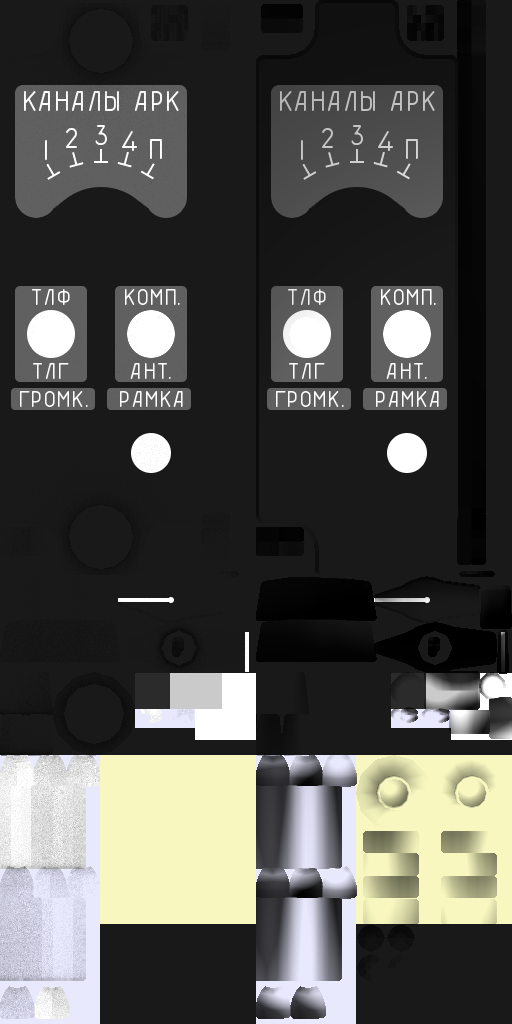 КАНАЛЫ АРК
1 2 3 4 П
ТЛФ
ТЛГ
ГРОМК.
КОМП.
АНТ.
РАМКА
КАНАЛЫ АРК
1 2 3 4 П
ТЛФ
ТЛГ
ГРОМК.
КОМП.
АНТ.
РАМКА